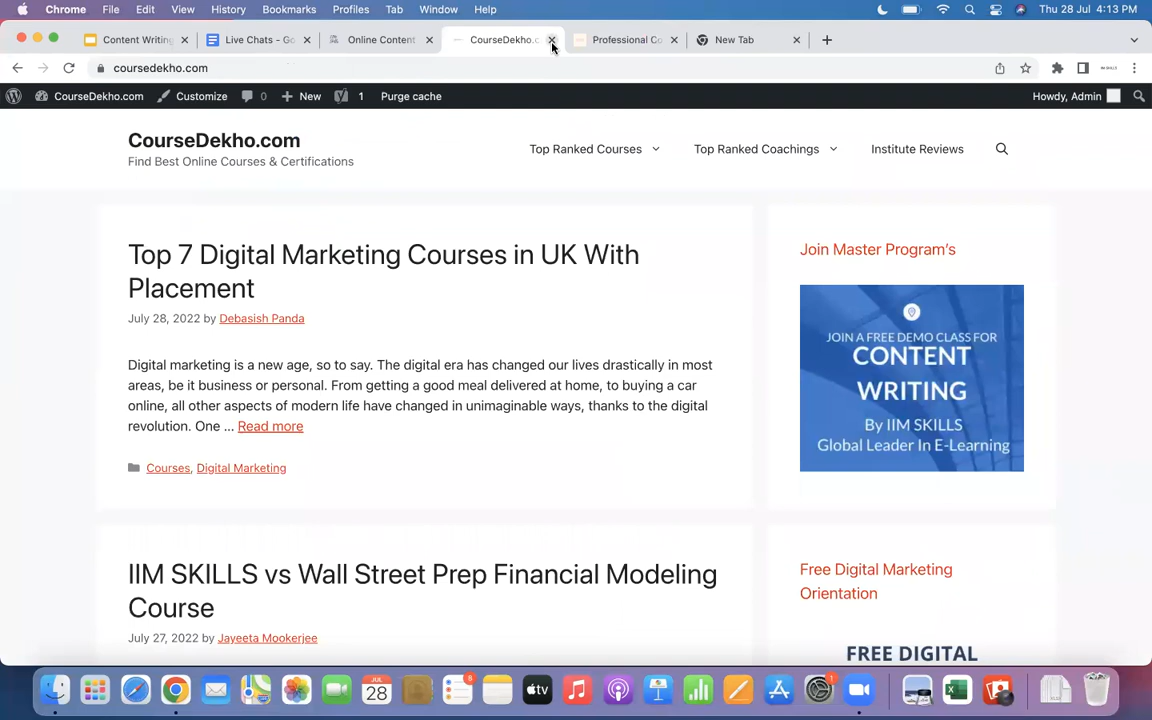 Chrome File Edit View History Bookmarks Profiles Tab Window Help Thu 28 Jul 4:13 PM
Content Writing Live Chats - Go Online Content CourseDekho.c Professional Co New Tab
coursedekho.com
CourseDekho.com Customize 0 New 1 Purge cache Howdy, Admin
CourseDekho.com
Find Best Online Courses & Certifications
Top Ranked Courses Top Ranked Coachings Institute Reviews
Top 7 Digital Marketing Courses in UK With
Placement
July 28, 2022 by Debasish Panda
Digital marketing is a new age, so to say. The digital era has changed our lives drastically in most
areas, be it business or personal. From getting a good meal delivered at home, to buying a car
online, all other aspects of modern life have changed in unimaginable ways, thanks to the digital
revolution. One ... Read more
Courses, Digital Marketing
IIM SKILLS vs Wall Street Prep Financial Modeling
Course
July 27, 2022 by Jayeeta Mookerjee
Join Master Program's
JOIN A FREE DEMO CLASS FOR
CONTENT
WRITING
By IIM SKILLS
Global Leader In E-Learning
Free Digital Marketing
Orientation
FREE DIGITAL
JUL
28
8
tv
1